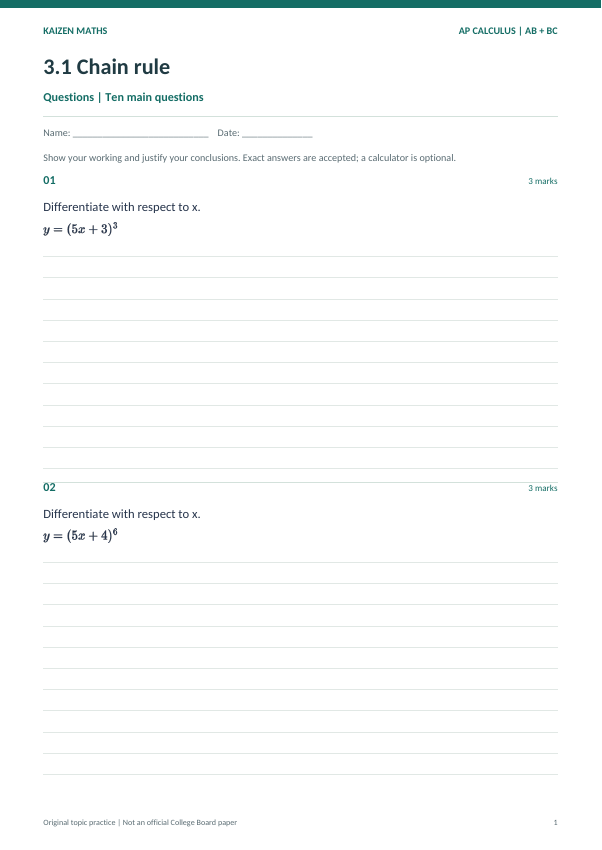 KAIZEN MATHS AP CALCULUS | AB + BC
3.1 Chain rule
Questions | Ten main questions
Name: ____________________________ Date: ______________
Show your working and justify your conclusions. Exact answers are accepted; a calculator is optional.
01 3 marks
Differentiate with respect to x.
y = (5x + 3)³
02 3 marks
Differentiate with respect to x.
y = (5x + 4)⁶
Original topic practice | Not an official College Board paper 1